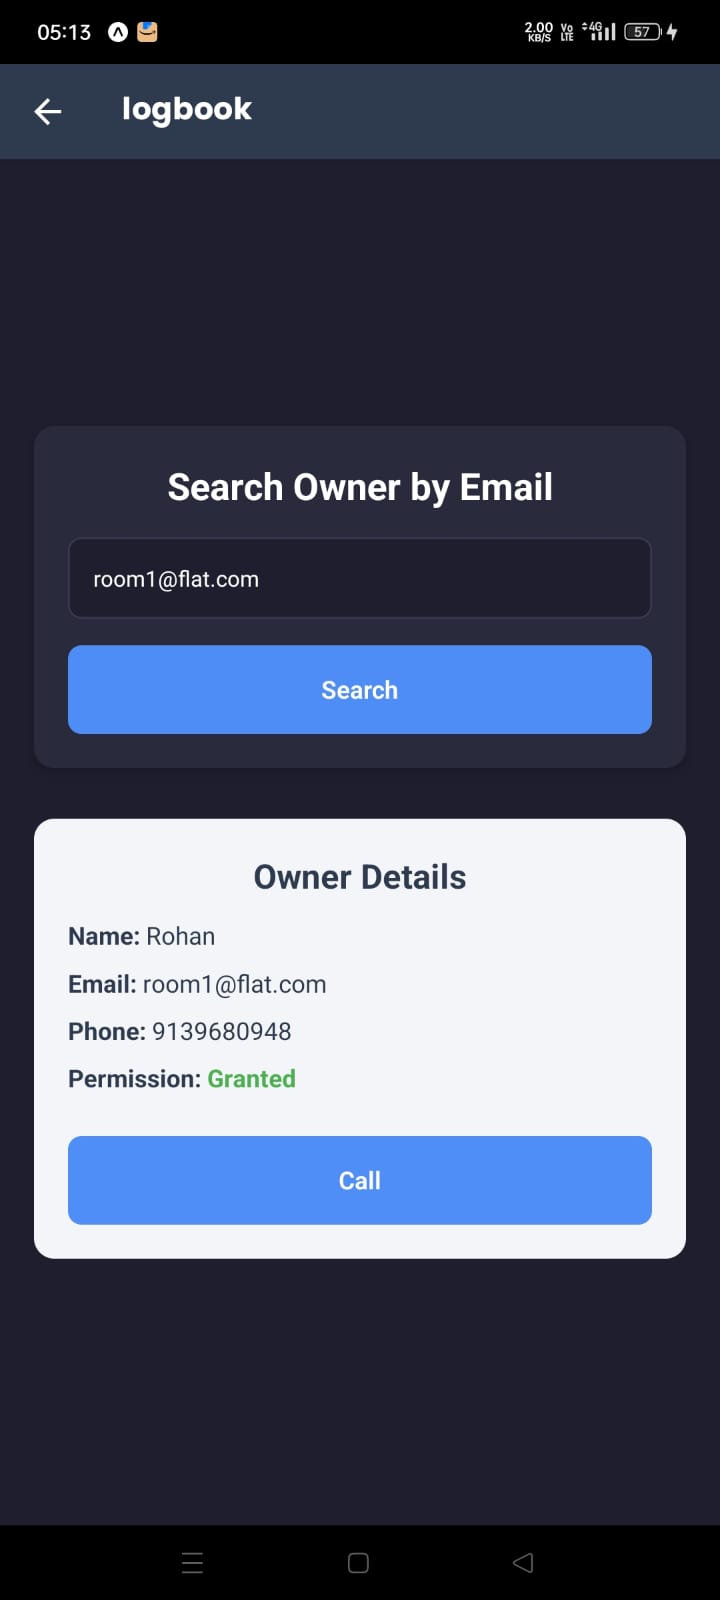 05:13
2.00 KB/S Vo LTE 4G 57
logbook
Search Owner by Email
room1@flat.com
Search
Owner Details
Name: Rohan
Email: room1@flat.com
Phone: 9139680948
Permission: Granted
Call